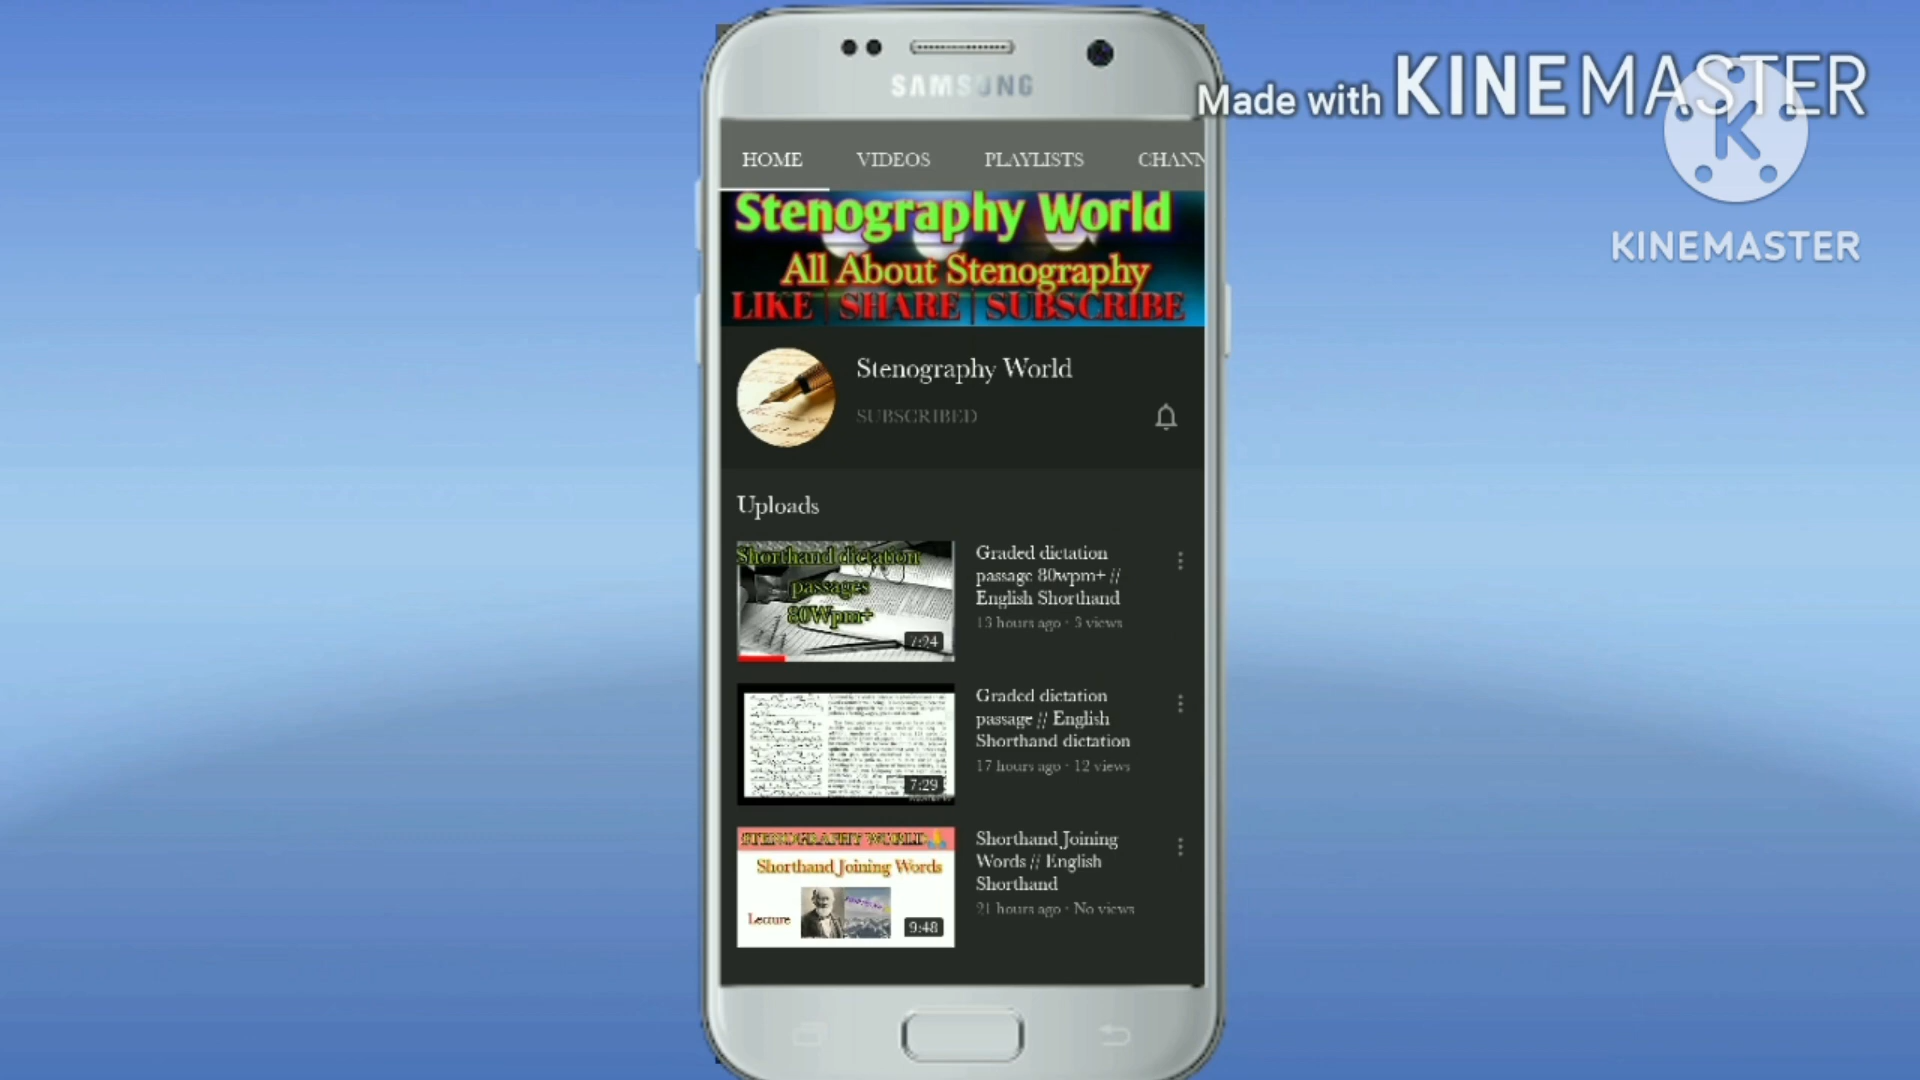 SAMSUNG
Made with KINEMASTER
KINEMASTER
HOME VIDEOS PLAYLISTS CHANN
Stenography World
All About Stenography
LIKE | SHARE | SUBSCRIBE
Stenography World
SUBSCRIBED
Uploads
Shorthand dictation
passages
80Wpm+
7:24
Graded dictation
passage 80wpm+ //
English Shorthand
13 hours ago · 3 views
7:29
Graded dictation
passage // English
Shorthand dictation
17 hours ago · 12 views
STENOGRAPHY WORLD
Shorthand Joining Words
Lecture
9:48
Shorthand Joining
Words // English
Shorthand
21 hours ago · No views